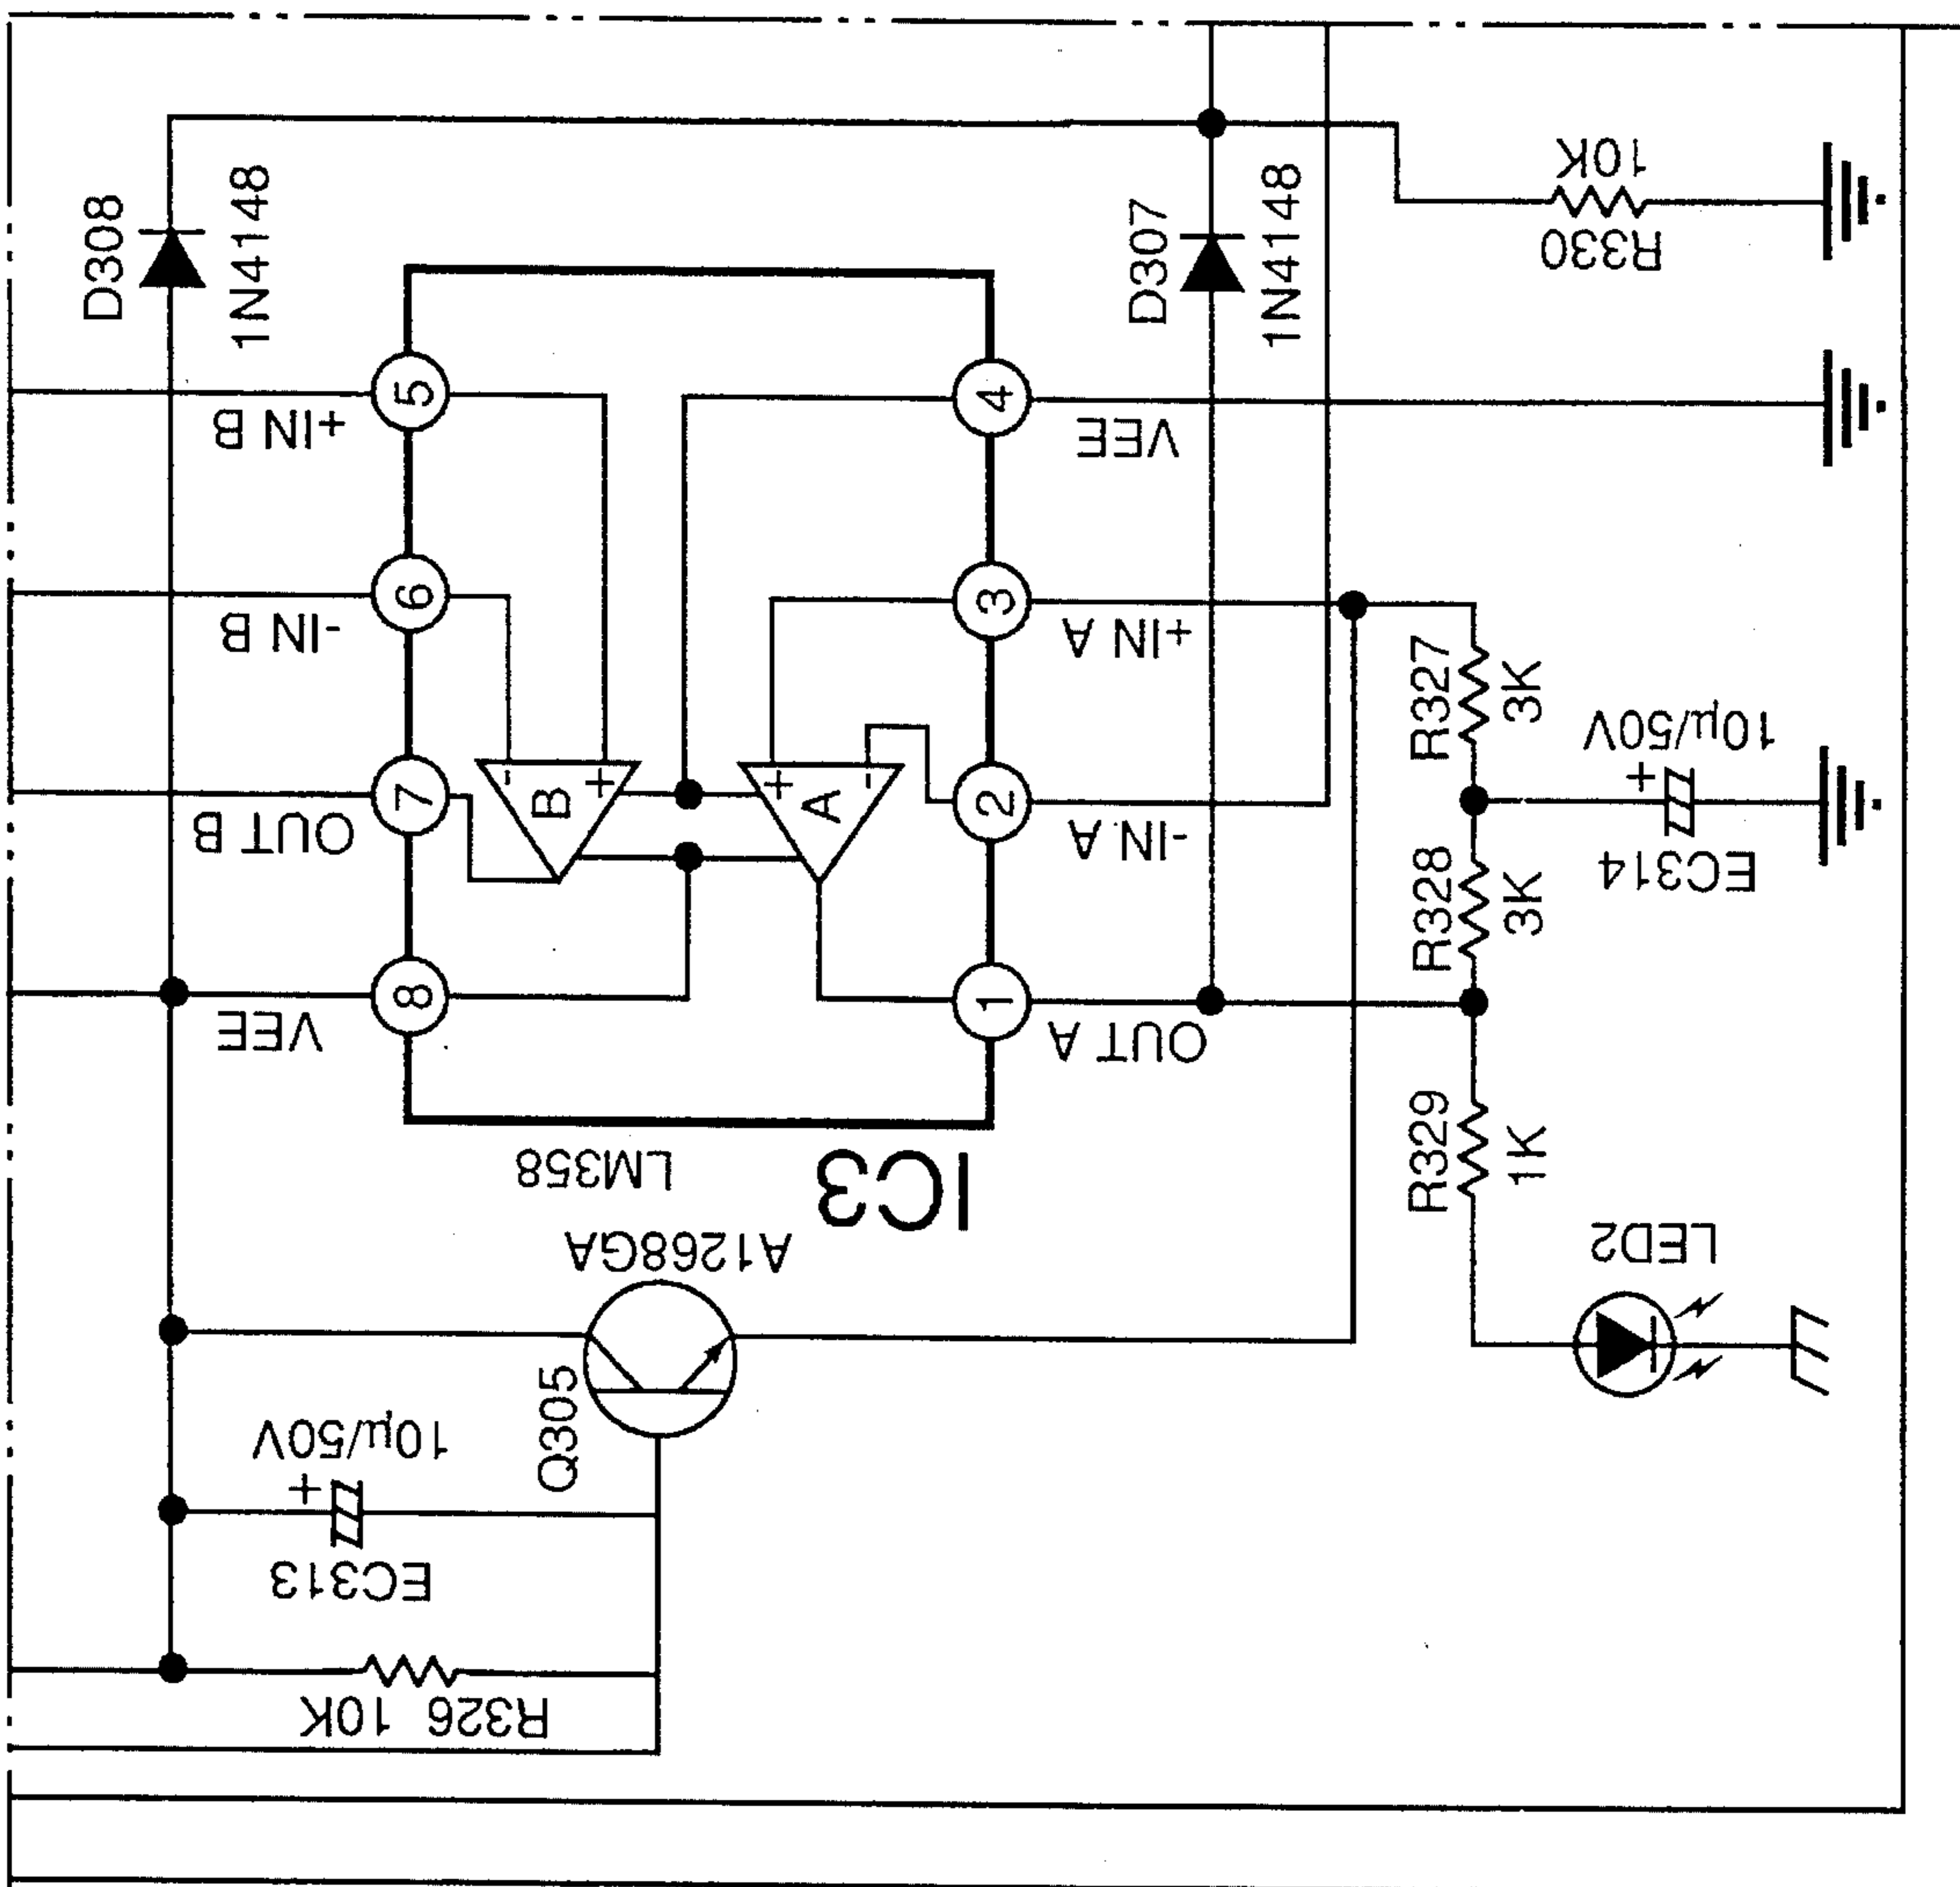 D308
1N4148
5
+IN B
6
-IN B
7
OUT B
8
VEE
B
-
+
A
+
-
4
VEE
3
+IN A
2
-IN A
1
OUT A
D307
1N4148
10K
R330
R327
3K
R328
3K
10μ/50V
+
EC314
R329
1K
LED2
LM358
IC3
A1268GA
Q305
10μ/50V
+
EC313
R326 10K